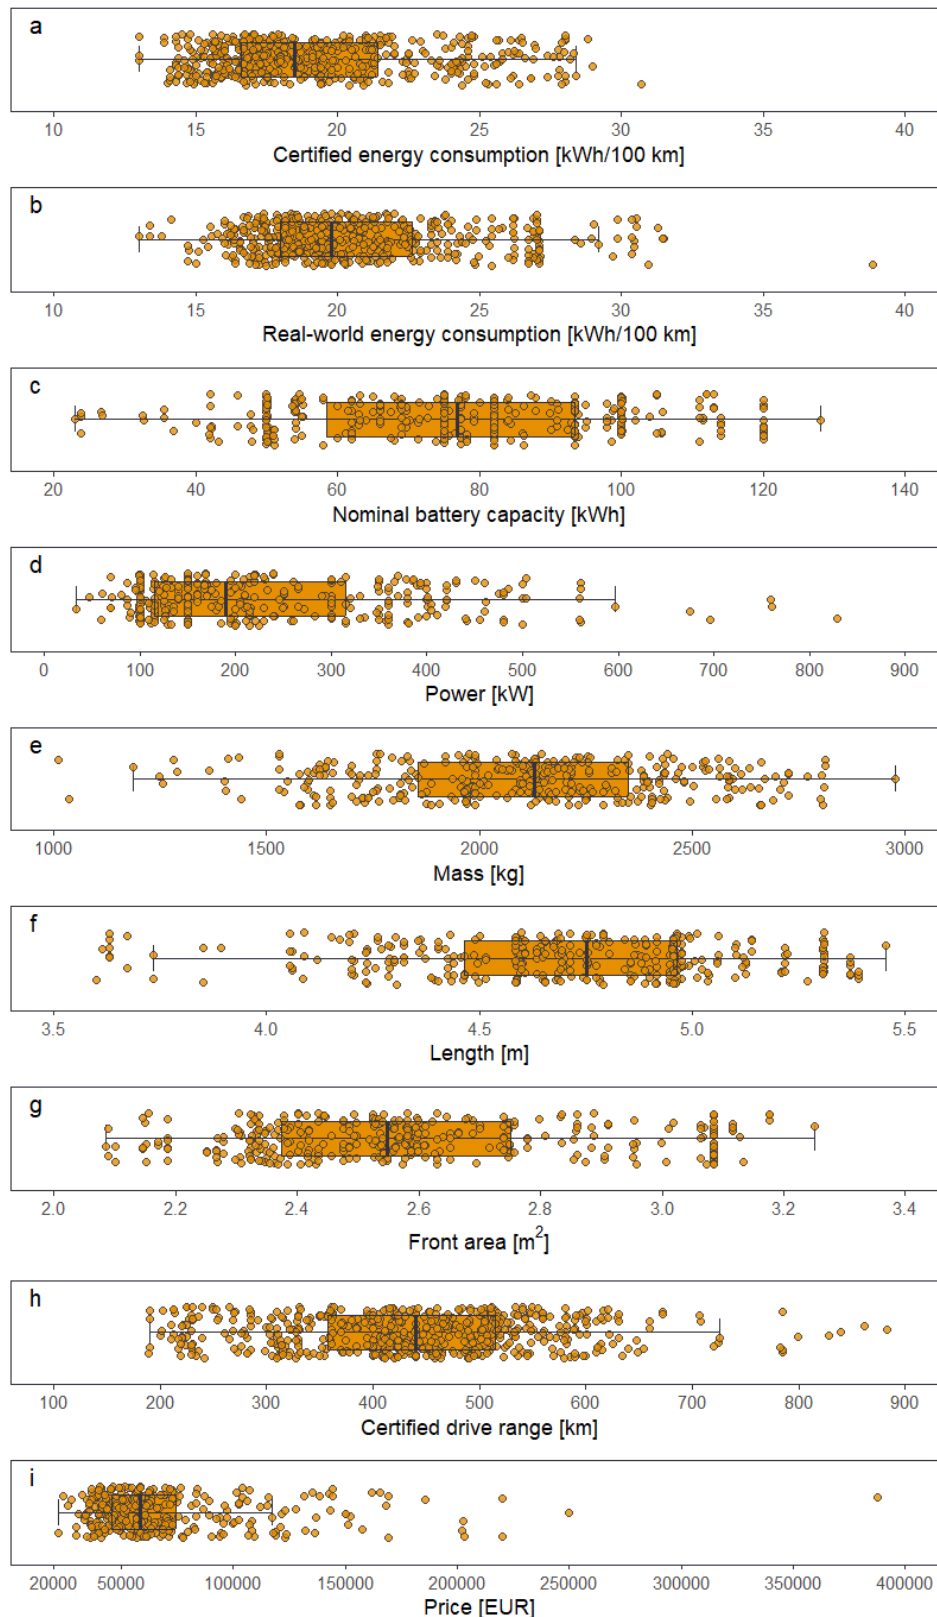 a
10 15 20 25 30 35 40
Certified energy consumption [kWh/100 km]
b
10 15 20 25 30 35 40
Real-world energy consumption [kWh/100 km]
c
20 40 60 80 100 120 140
Nominal battery capacity [kWh]
d
0 100 200 300 400 500 600 700 800 900
Power [kW]
e
1000 1500 2000 2500 3000
Mass [kg]
f
3.5 4.0 4.5 5.0 5.5
Length [m]
g
2.0 2.2 2.4 2.6 2.8 3.0 3.2 3.4
Front area [m²]
h
100 200 300 400 500 600 700 800 900
Certified drive range [km]
i
20000 50000 100000 150000 200000 250000 300000 350000 400000
Price [EUR]